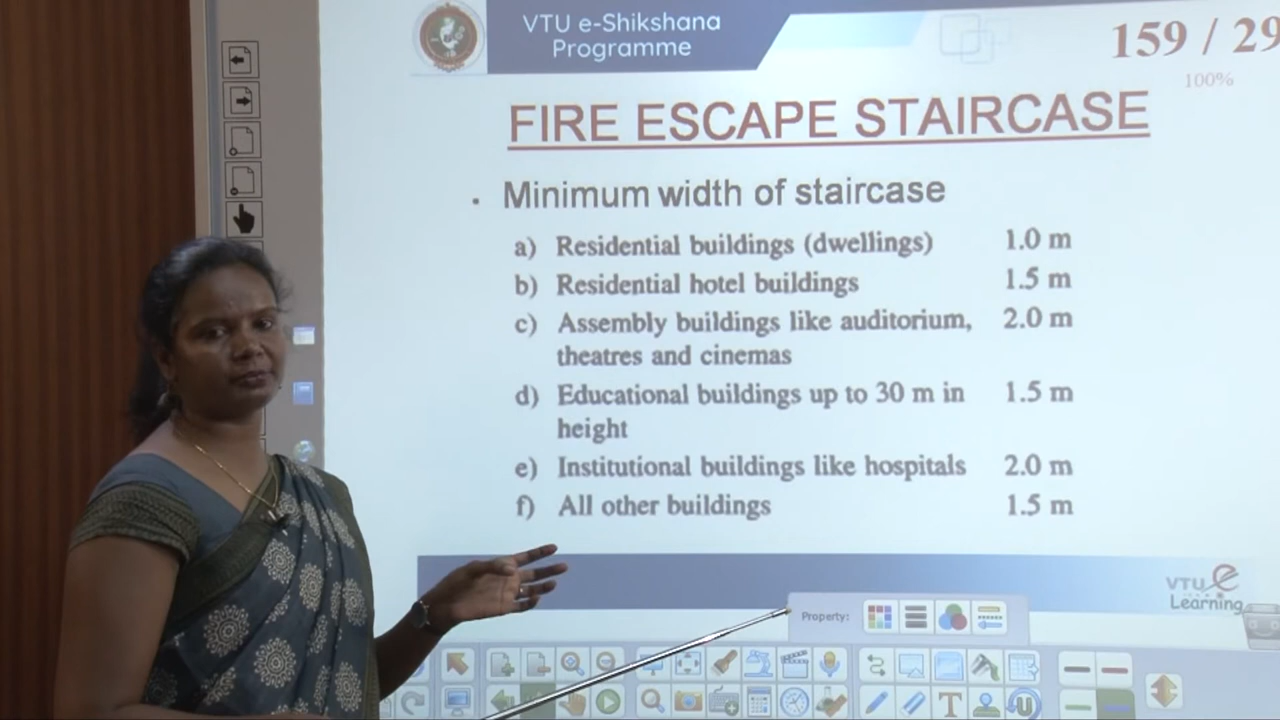 VTU e-Shikshana
Programme
159 / 29
100%
FIRE ESCAPE STAIRCASE
. Minimum width of staircase
a) Residential buildings (dwellings) 1.0 m
b) Residential hotel buildings 1.5 m
c) Assembly buildings like auditorium, 2.0 m
theatres and cinemas
d) Educational buildings up to 30 m in 1.5 m
height
e) Institutional buildings like hospitals 2.0 m
f) All other buildings 1.5 m
VTU e
Learning
Property:
T